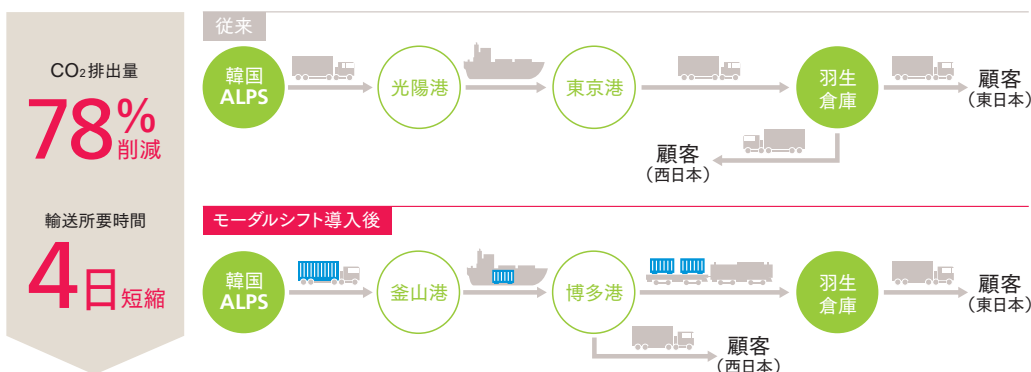 CO₂排出量
78%
削減
輸送所要時間
4日短縮
従来
韓国
ALPS
光陽港
東京港
羽生
倉庫
顧客
(東日本)
顧客
(西日本)
モーダルシフト導入後
韓国
ALPS
釜山港
博多港
羽生
倉庫
顧客
(東日本)
顧客
(西日本)